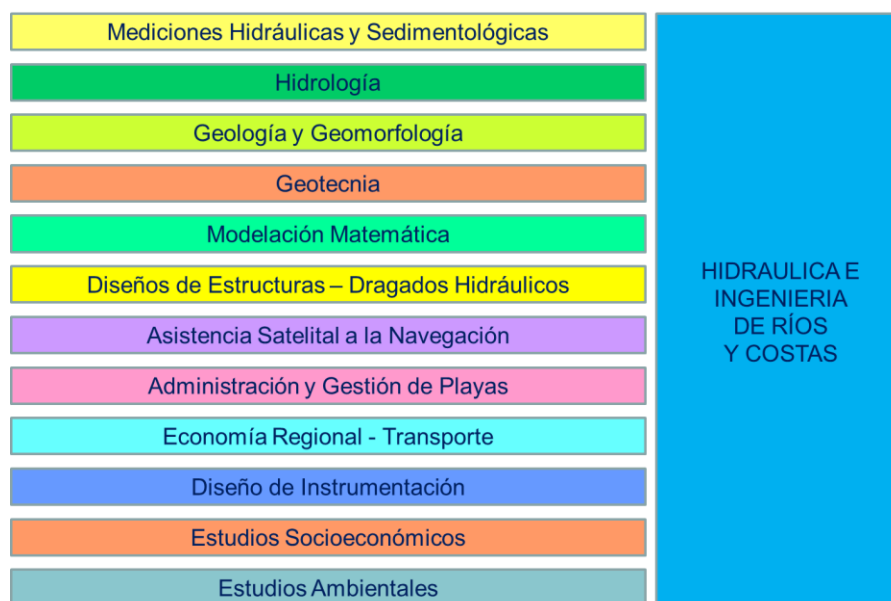 Mediciones Hidráulicas y Sedimentológicas
Hidrología
Geología y Geomorfología
Geotecnia
Modelación Matemática
Diseños de Estructuras – Dragados Hidráulicos
Asistencia Satelital a la Navegación
Administración y Gestión de Playas
Economía Regional - Transporte
Diseño de Instrumentación
Estudios Socioeconómicos
Estudios Ambientales
HIDRAULICA E
INGENIERIA
DE RÍOS
Y COSTAS